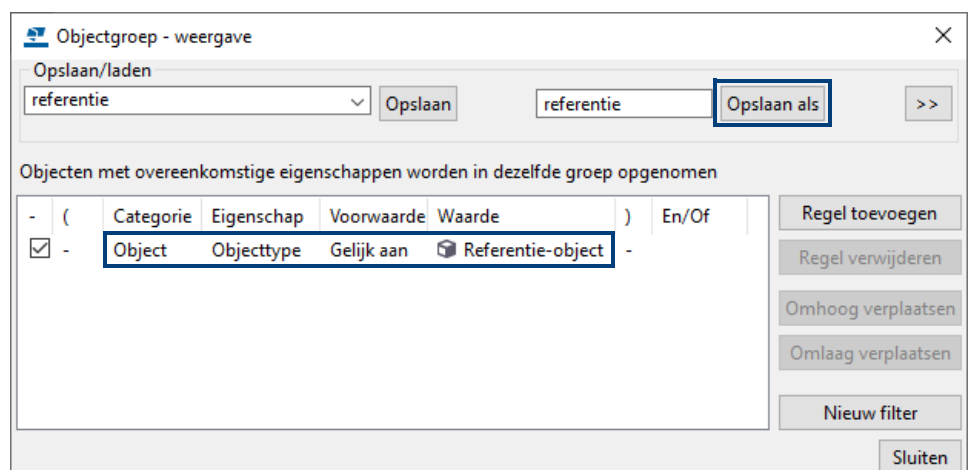 Objectgroep - weergave
Opslaan/laden
referentie Opslaan referentie Opslaan als >>
Objecten met overeenkomstige eigenschappen worden in dezelfde groep opgenomen
- ( Categorie Eigenschap Voorwaarde Waarde ) En/Of
- Object Objecttype Gelijk aan Referentie-object -
Regel toevoegen
Regel verwijderen
Omhoog verplaatsen
Omlaag verplaatsen
Nieuw filter
Sluiten